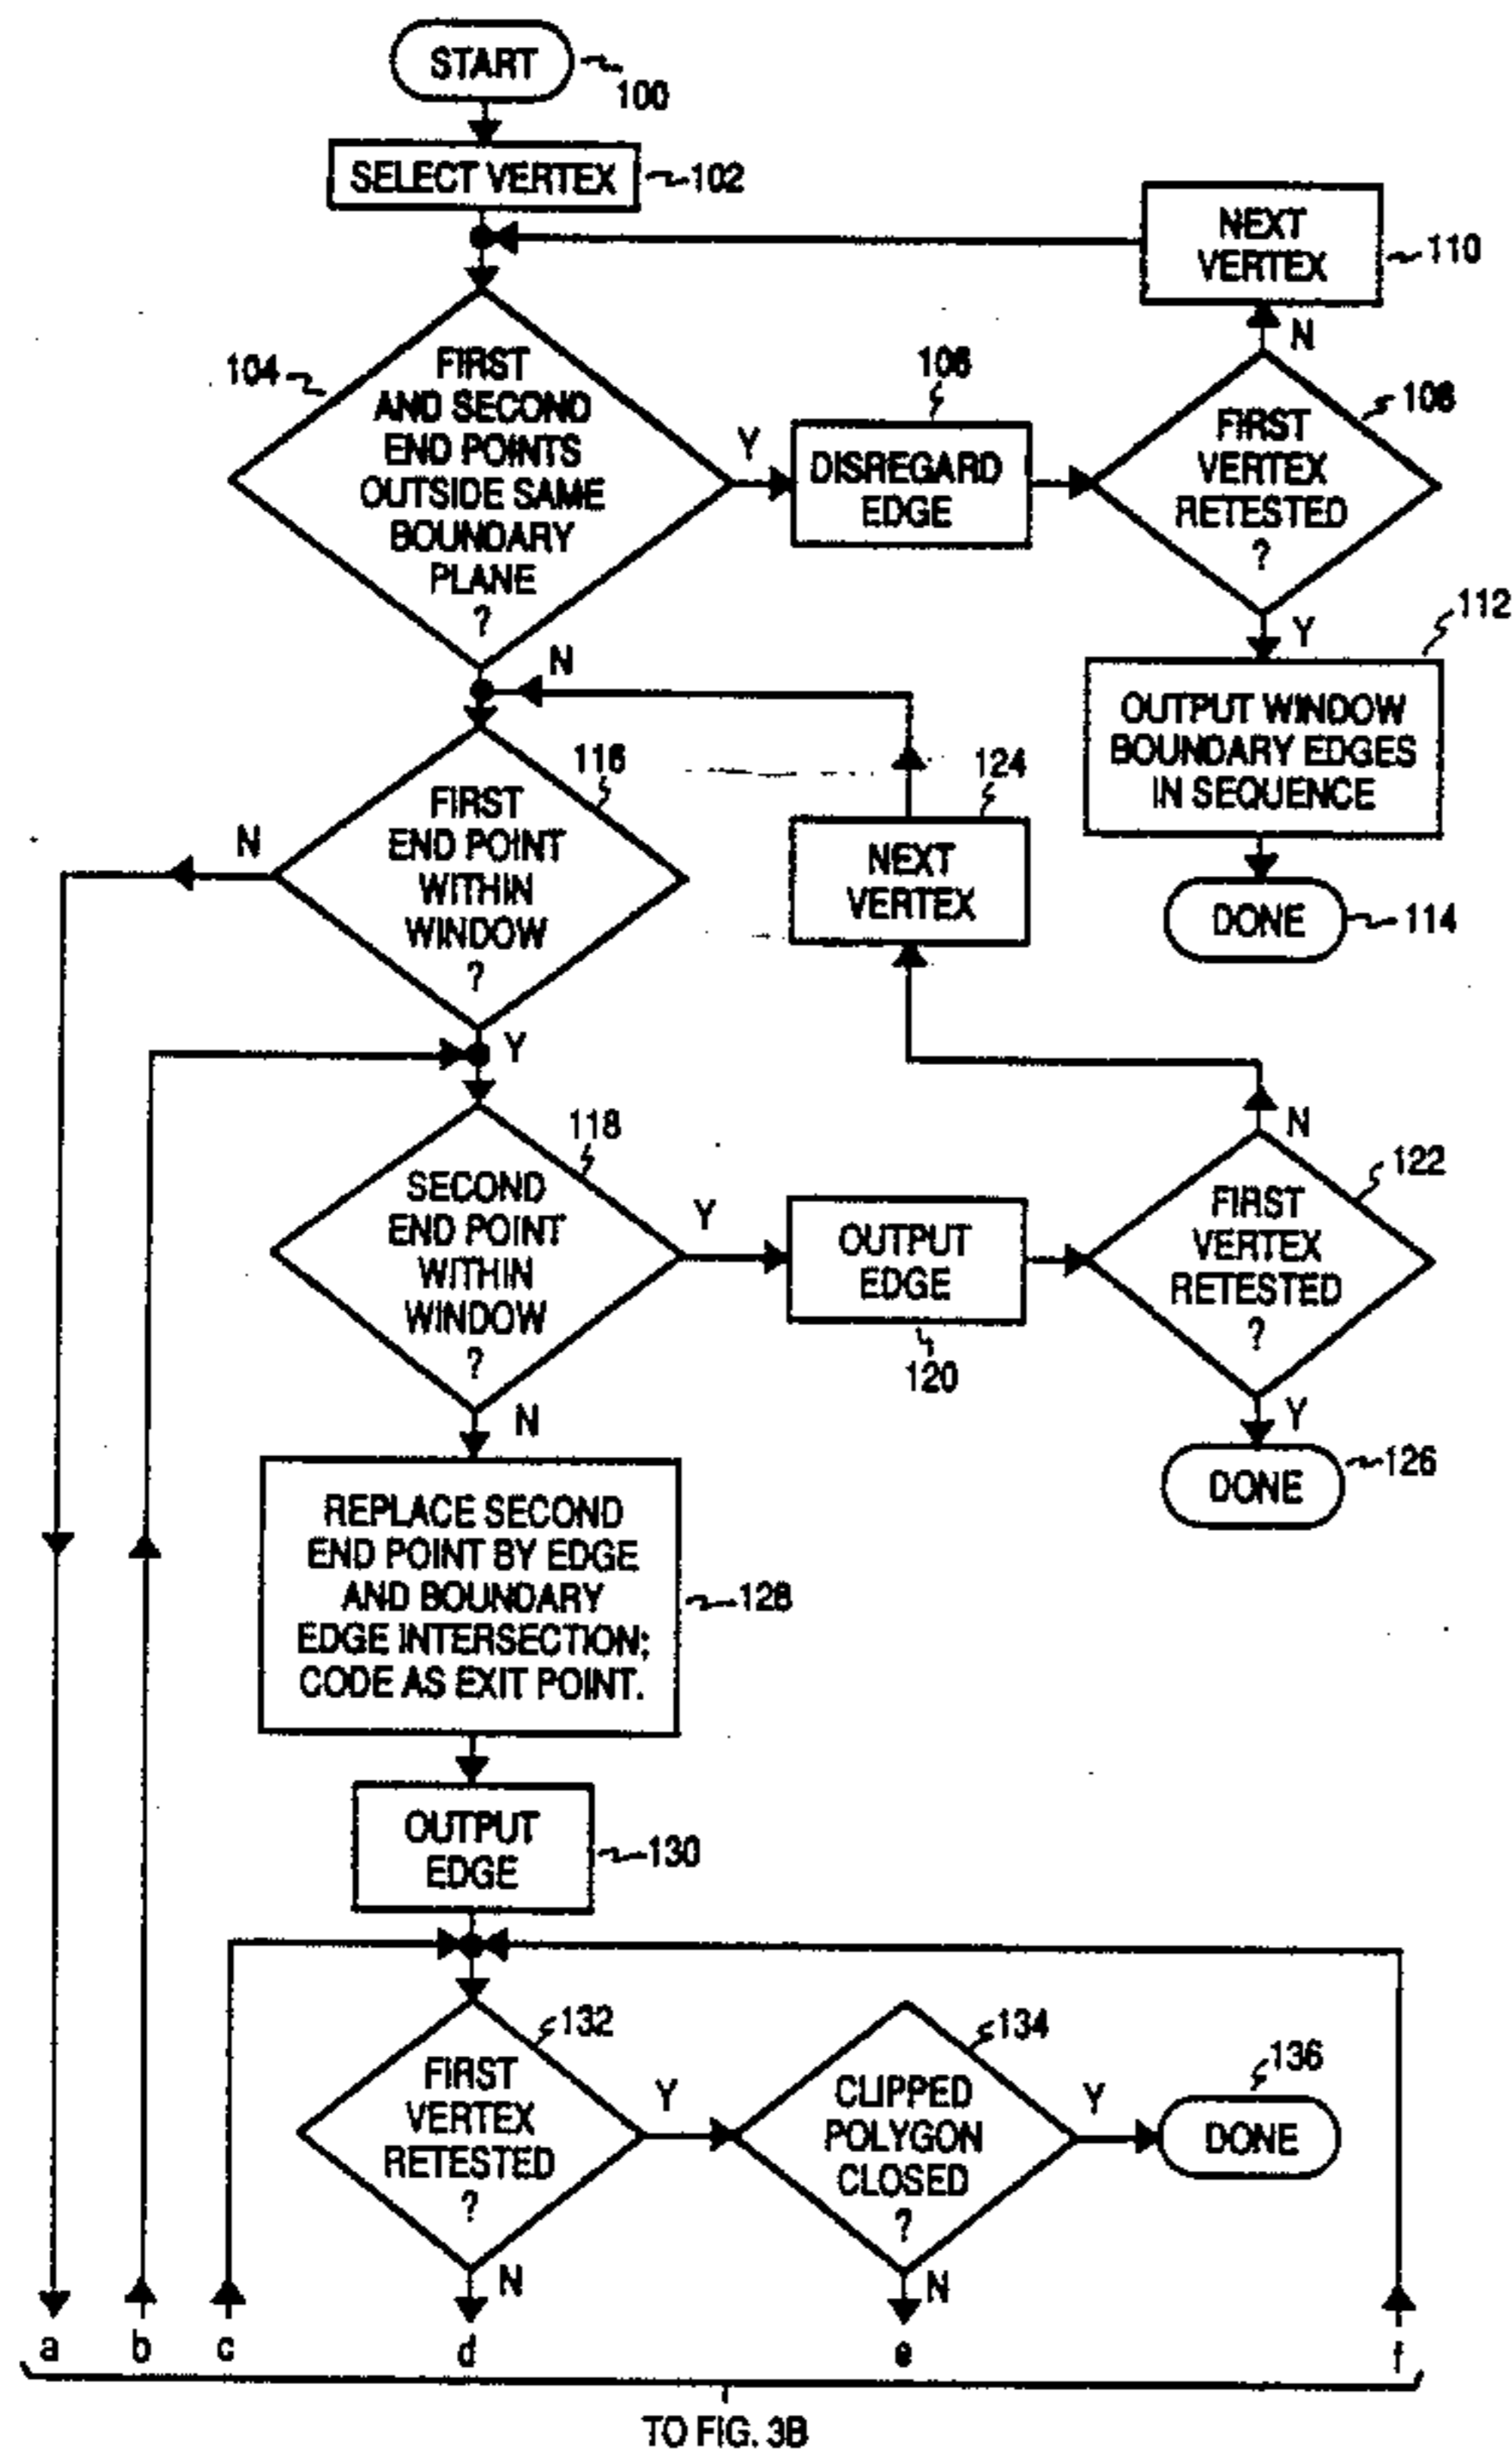 START
100
SELECT VERTEX
102
NEXT
VERTEX
110
N
104
FIRST
AND SECOND
END POINTS
OUTSIDE SAME
BOUNDARY
PLANE
?
Y
106
DISREGARD
EDGE
108
FIRST
VERTEX
RETESTED
?
Y
112
OUTPUT WINDOW
BOUNDARY EDGES
IN SEQUENCE
DONE
114
N
116
FIRST
END POINT
WITHIN
WINDOW
?
N
124
NEXT
VERTEX
Y
118
SECOND
END POINT
WITHIN
WINDOW
?
Y
OUTPUT
EDGE
120
N
122
FIRST
VERTEX
RETESTED
?
Y
DONE
126
N
REPLACE SECOND
END POINT BY EDGE
AND BOUNDARY
EDGE INTERSECTION;
CODE AS EXIT POINT.
128
OUTPUT
EDGE
130
132
FIRST
VERTEX
RETESTED
?
Y
134
CLIPPED
POLYGON
CLOSED
?
Y
136
DONE
N
N
a
b
c
d
e
f
TO FIG. 3B